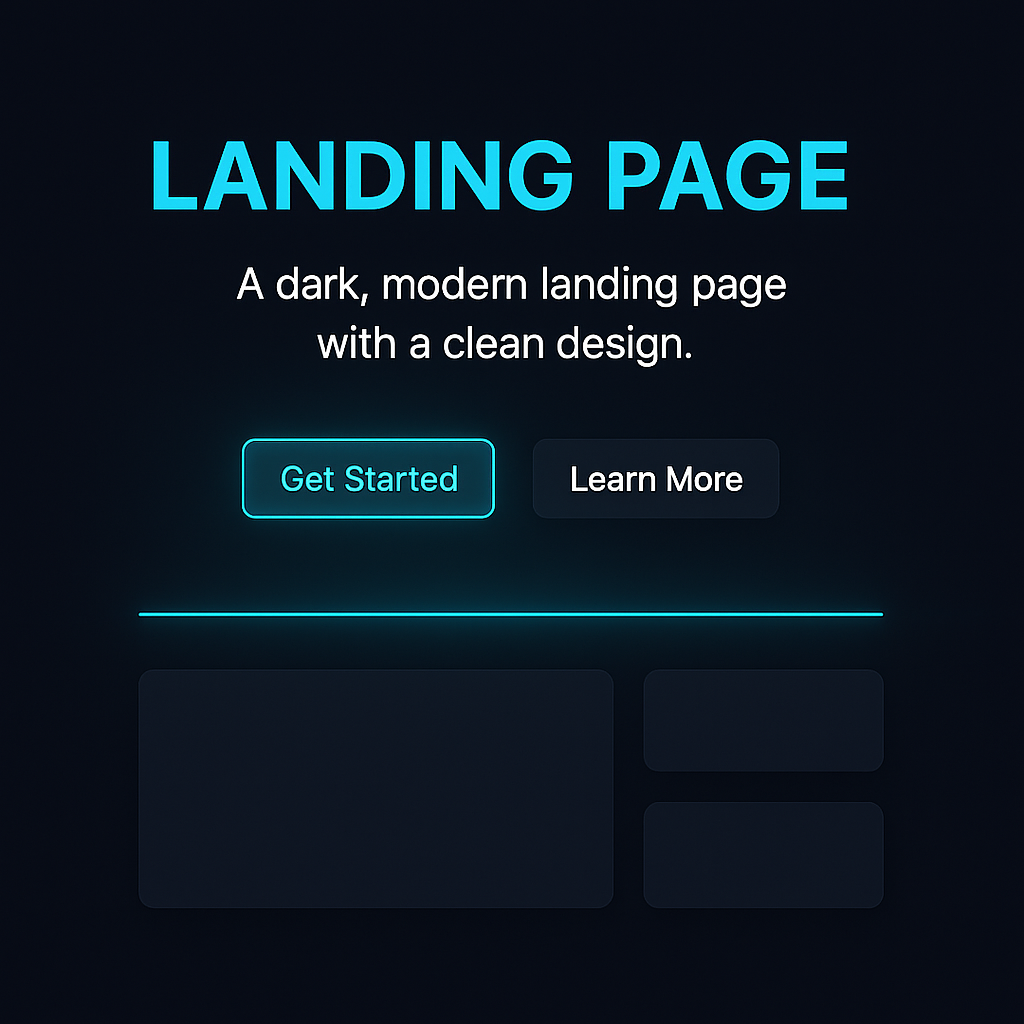 LANDING PAGE
A dark, modern landing page
with a clean design.
Get Started
Learn More